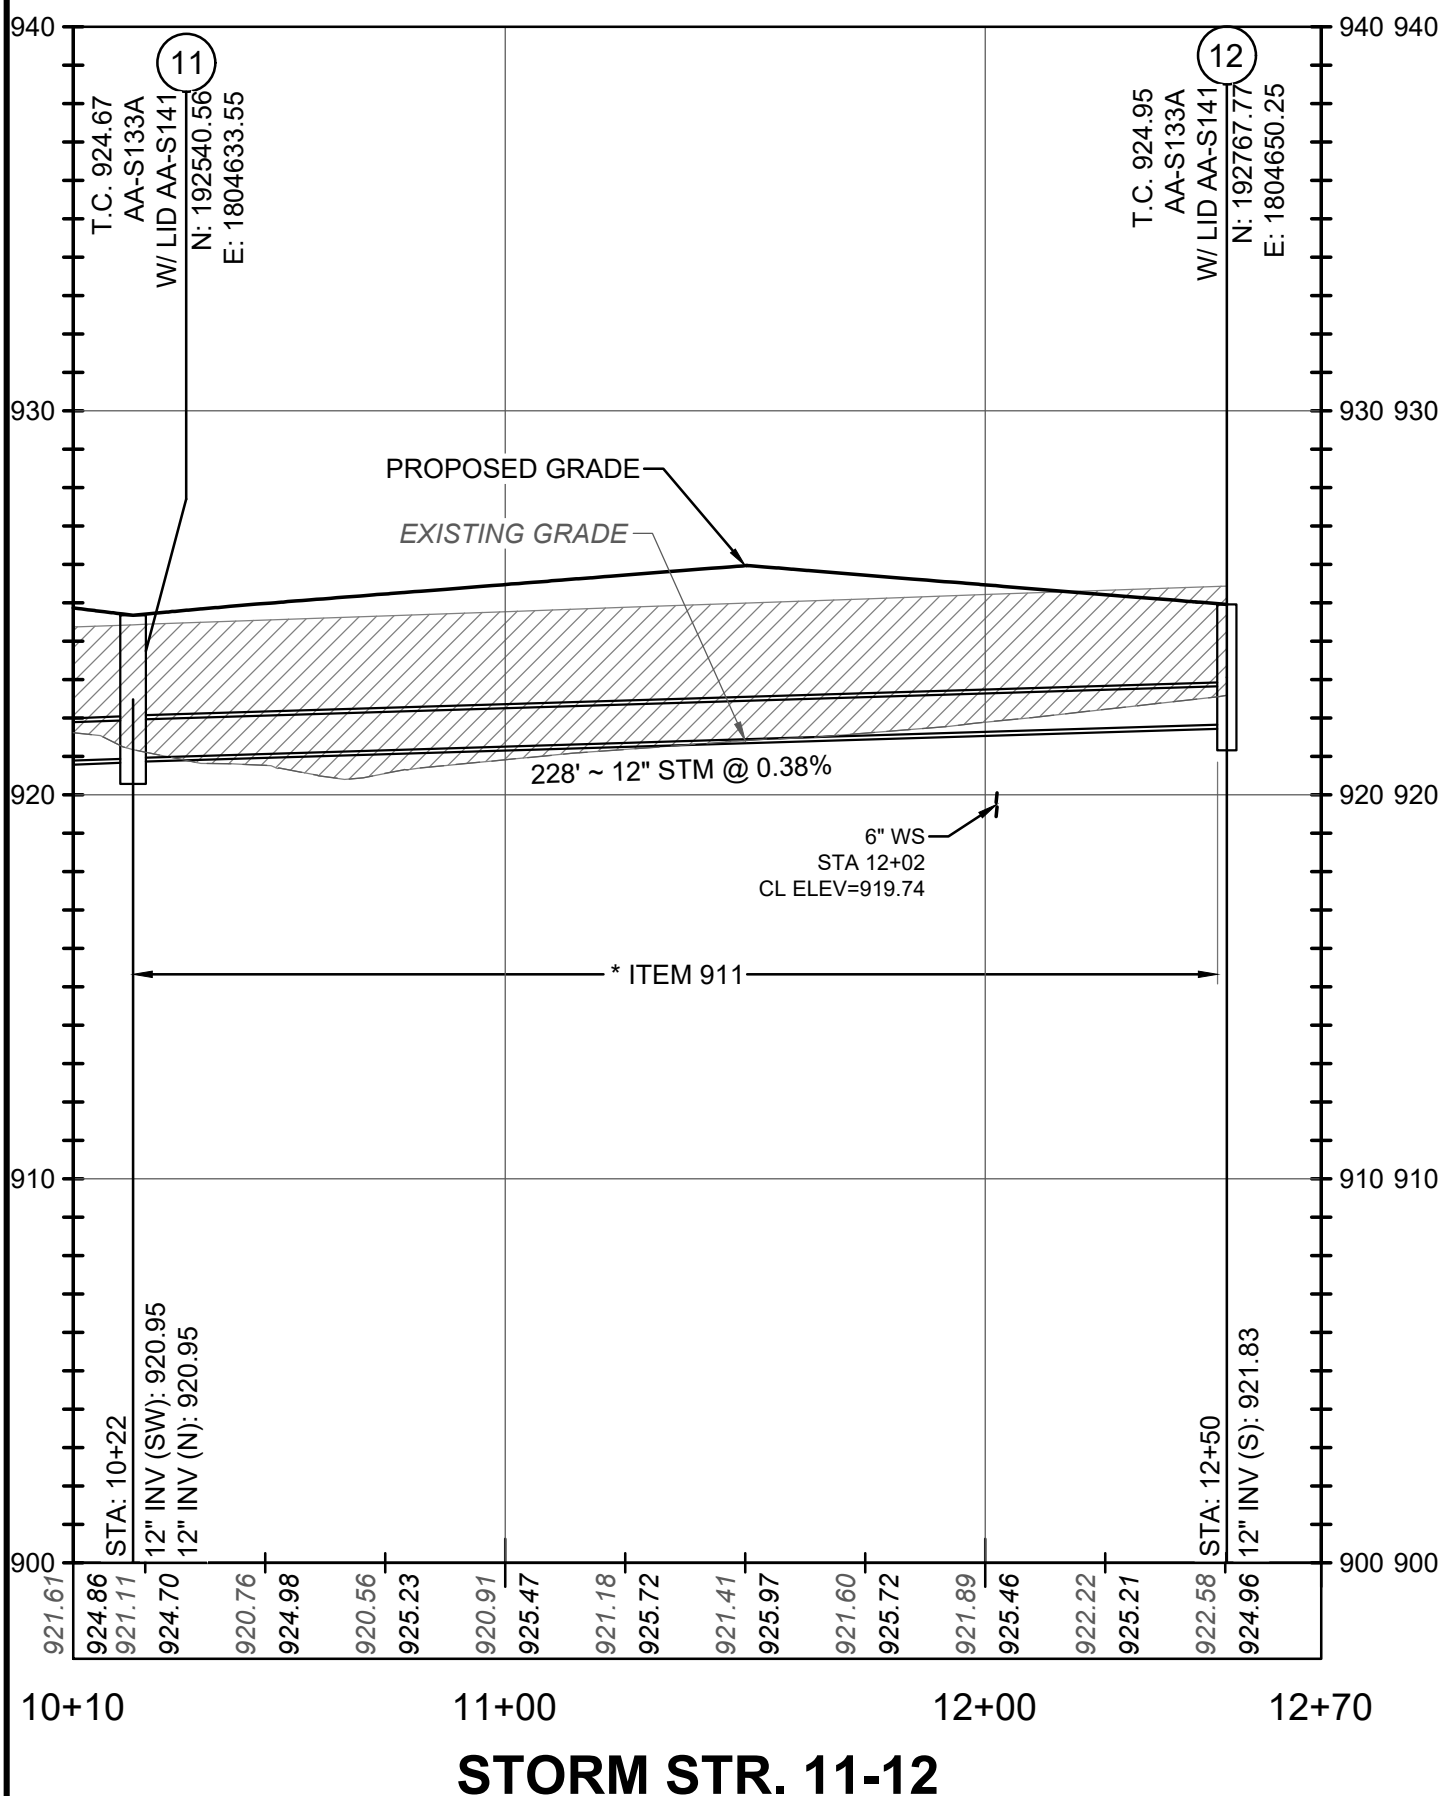 940
940 940
11
T.C. 924.67
AA-S133A
W/ LID AA-S141
N: 192540.56
E: 1804633.55
12
T.C. 924.95
AA-S133A
W/ LID AA-S141
N: 192767.77
E: 1804650.25
930
930 930
PROPOSED GRADE
EXISTING GRADE
228' ~ 12" STM @ 0.38%
920
920 920
6" WS
STA 12+02
CL ELEV=919.74
* ITEM 911
910
910 910
STA: 10+22
12" INV (SW): 920.95
12" INV (N): 920.95
STA: 12+50
12" INV (S): 921.83
900
900 900
921.61
924.86
921.11
924.70
920.76
924.98
920.56
925.23
920.91
925.47
921.18
925.72
921.41
925.97
921.60
925.72
921.89
925.46
922.22
925.21
922.58
924.96
10+10
11+00
12+00
12+70
STORM STR. 11-12